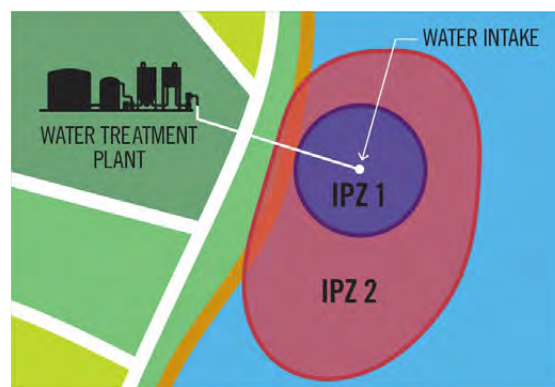 WATER INTAKE
WATER TREATMENT
PLANT
IPZ 1
IPZ 2